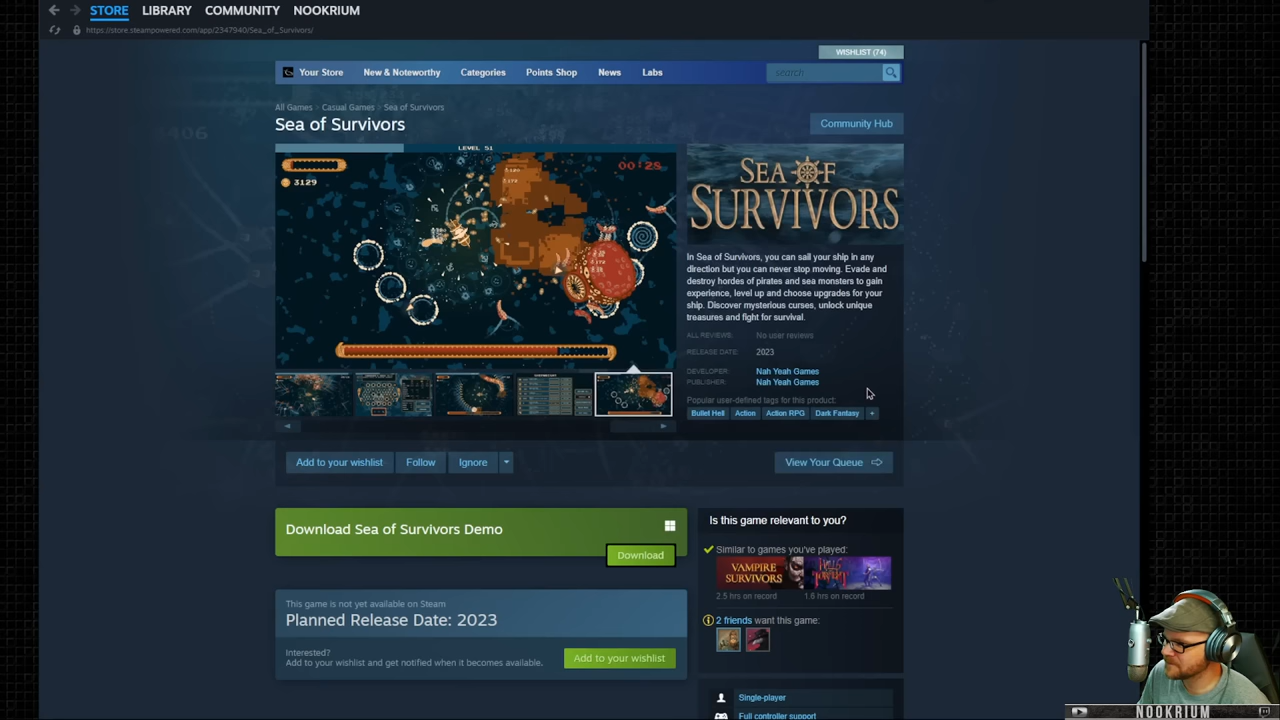 STORE LIBRARY COMMUNITY NOOKRIUM
https://store.steampowered.com/app/2347940/Sea_of_Survivors/
WISHLIST (74)
Your Store New & Noteworthy Categories Points Shop News Labs search
All Games > Casual Games > Sea of Survivors
Sea of Survivors
Community Hub
LEVEL 51
00:28
3129
SEA OF
SURVIVORS
In Sea of Survivors, you can sail your ship in any
direction but you can never stop moving. Evade and
destroy hordes of pirates and sea monsters to gain
experience, level up and choose upgrades for your
ship. Discover mysterious curses, unlock unique
treasures and fight for survival.
ALL REVIEWS: No user reviews
RELEASE DATE: 2023
DEVELOPER: Nah Yeah Games
PUBLISHER: Nah Yeah Games
Popular user-defined tags for this product:
Bullet Hell Action Action RPG Dark Fantasy +
Add to your wishlist Follow Ignore View Your Queue
Download Sea of Survivors Demo
Download
This game is not yet available on Steam
Planned Release Date: 2023
Interested?
Add to your wishlist and get notified when it becomes available.
Add to your wishlist
Is this game relevant to you?
Similar to games you've played:
VAMPIRE
SURVIVORS
2.5 hrs on record 1.6 hrs on record
2 friends want this game:
Single-player
Full controller support
NOOKRIUM